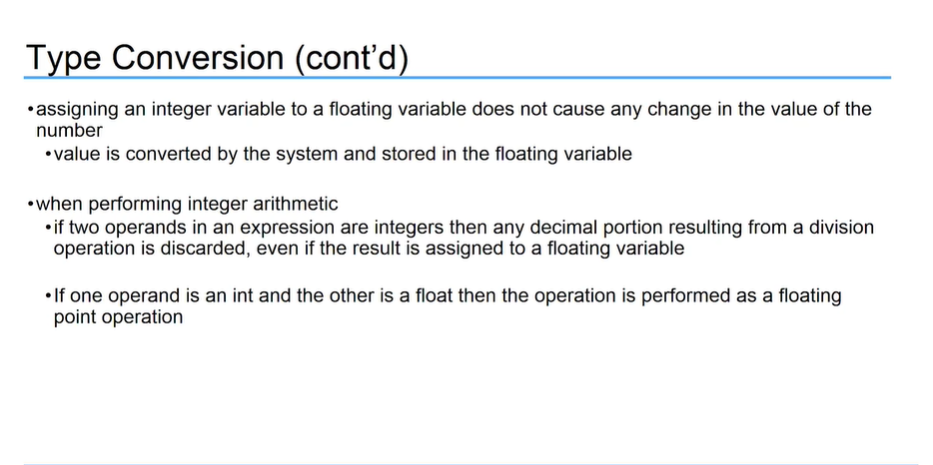 Type Conversion (cont'd)
•assigning an integer variable to a floating variable does not cause any change in the value of the
number
•value is converted by the system and stored in the floating variable
•when performing integer arithmetic
•if two operands in an expression are integers then any decimal portion resulting from a division
operation is discarded, even if the result is assigned to a floating variable
•If one operand is an int and the other is a float then the operation is performed as a floating
point operation